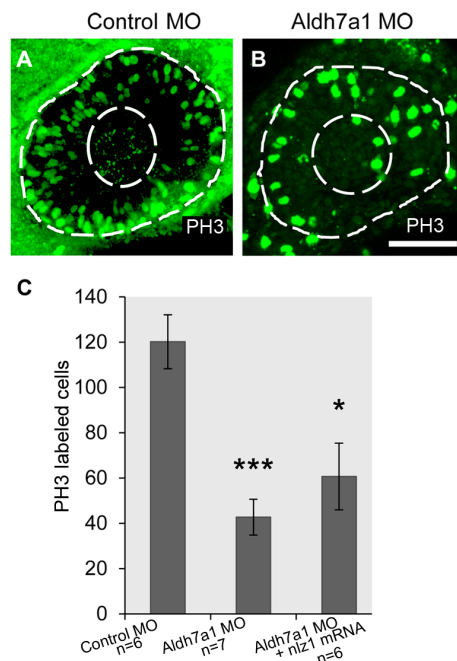 Control MO
Aldh7a1 MO
A
B
PH3
PH3
C
PH3 labeled cells
140
120
100
80
60
40
20
0
***
*
Control MO
n=6
Aldh7a1 MO
n=7
Aldh7a1 MO
+ nlz1 mRNA
n=6